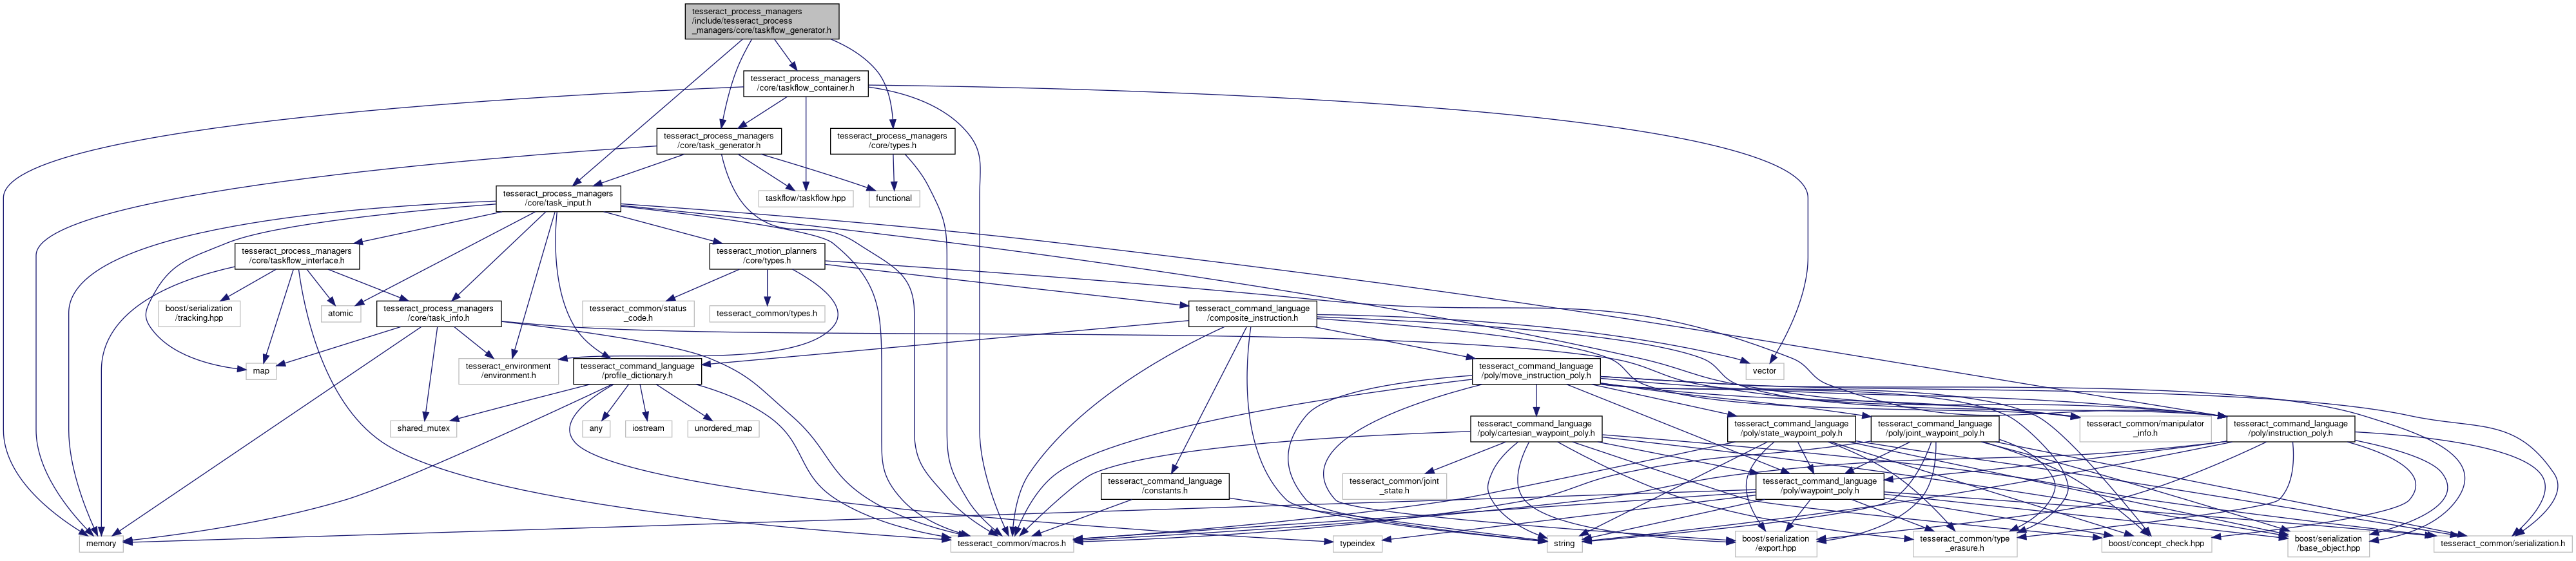 tesseract_process_managers
/include/tesseract_process
_managers/core/taskflow_generator.h
tesseract_process_managers
/core/taskflow_container.h
tesseract_process_managers
/core/task_generator.h
tesseract_process_managers
/core/types.h
tesseract_process_managers
/core/task_input.h
taskflow/taskflow.hpp
functional
tesseract_process_managers
/core/taskflow_interface.h
tesseract_motion_planners
/core/types.h
boost/serialization
/tracking.hpp
atomic
tesseract_process_managers
/core/task_info.h
tesseract_common/status
_code.h
tesseract_common/types.h
tesseract_command_language
/composite_instruction.h
map
tesseract_environment
/environment.h
tesseract_command_language
/profile_dictionary.h
tesseract_command_language
/poly/move_instruction_poly.h
vector
shared_mutex
any
iostream
unordered_map
tesseract_command_language
/poly/cartesian_waypoint_poly.h
tesseract_command_language
/poly/state_waypoint_poly.h
tesseract_command_language
/poly/joint_waypoint_poly.h
tesseract_common/manipulator
_info.h
tesseract_command_language
/poly/instruction_poly.h
tesseract_command_language
/constants.h
tesseract_common/joint
_state.h
tesseract_command_language
/poly/waypoint_poly.h
memory
tesseract_common/macros.h
typeindex
string
boost/serialization
/export.hpp
tesseract_common/type
_erasure.h
boost/concept_check.hpp
boost/serialization
/base_object.hpp
tesseract_common/serialization.h